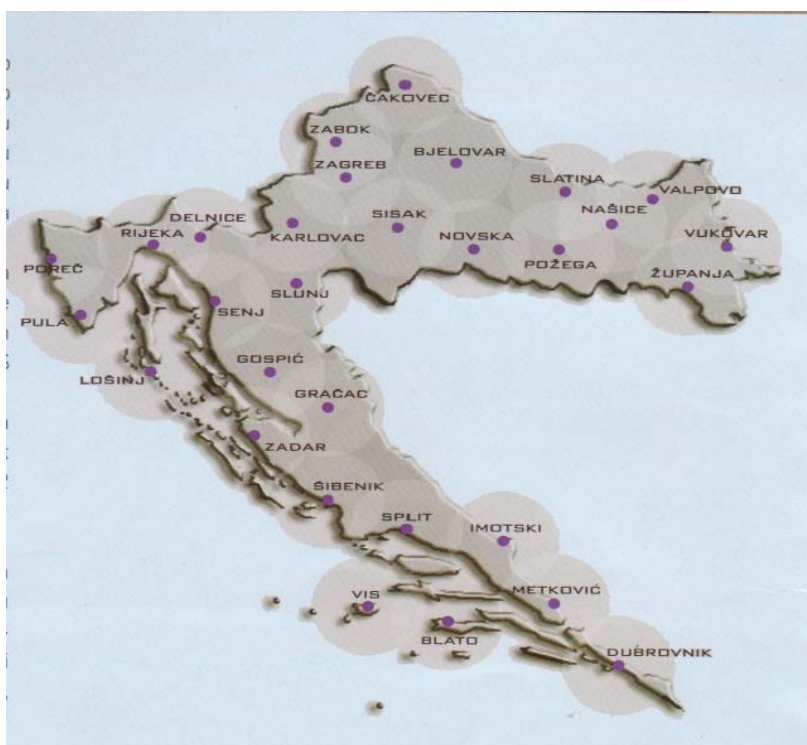 ČAKOVEC
ZABOK
ZAGREB
BJELOVAR
SLATINA
VALPOVO
NAŠICE
DELNICE
RIJEKA
KARLOVAC
SISAK
NOVSKA
POŽEGA
VUKOVAR
ŽUPANJA
POREČ
PULA
SENJ
SLUNJ
LOŠINJ
GOSPIĆ
GRAČAC
ZADAR
ŠIBENIK
SPLIT
IMOTSKI
VIS
METKOVIĆ
BLATO
DUBROVNIK